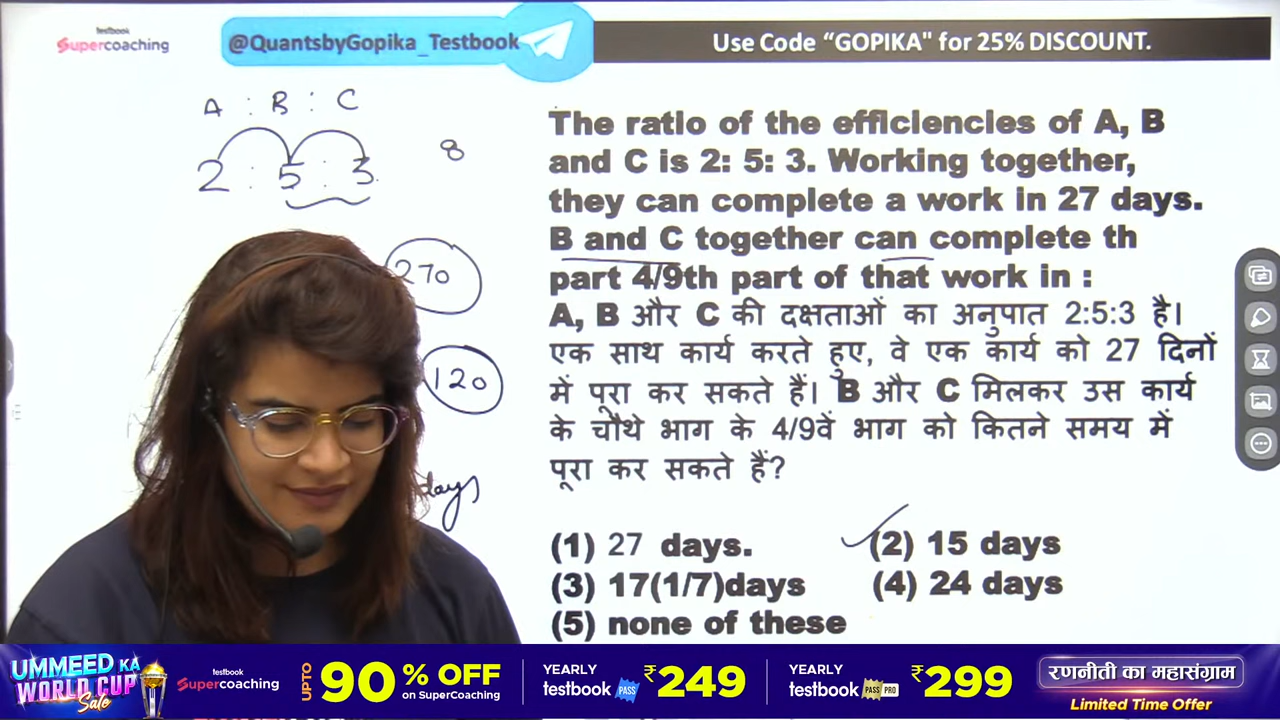 testbook
Supercoaching
@QuantsbyGopika_Testbook
Use Code “GOPIKA" for 25% DISCOUNT.
A : B : C
2 : 5 : 3
8
270
120
days
The ratio of the efficiencies of A, B
and C is 2: 5: 3. Working together,
they can complete a work in 27 days.
B and C together can complete th
part 4/9th part of that work in :
A, B और C की दक्षताओं का अनुपात 2:5:3 है।
एक साथ कार्य करते हुए, वे एक कार्य को 27 दिनों
में पूरा कर सकते हैं। B और C मिलकर उस कार्य
के चौथे भाग के 4/9वें भाग को कितने समय में
पूरा कर सकते हैं?
(1) 27 days.
(2) 15 days
(3) 17(1/7)days
(4) 24 days
(5) none of these
UMMEED KA
WORLD CUP
Sale
testbook
Supercoaching
UPTO 90% OFF
on SuperCoaching
YEARLY
testbook PASS
₹249
YEARLY
testbook PASS PRO
₹299
रणनीती का महासंग्राम
Limited Time Offer